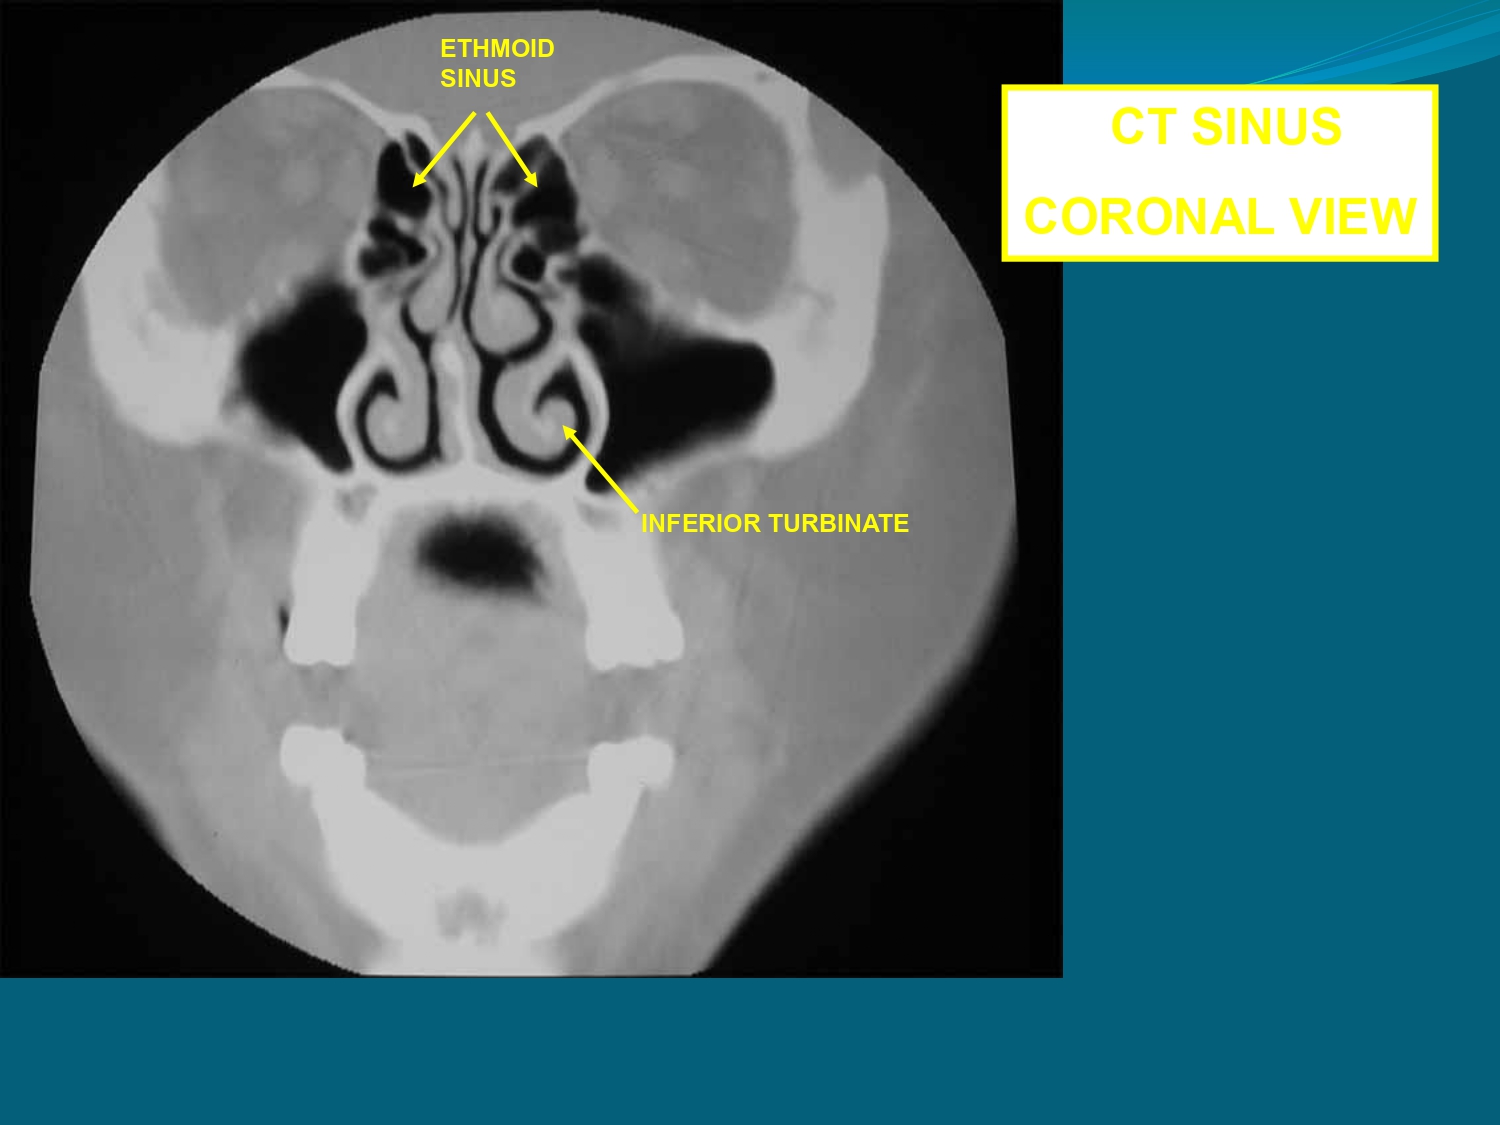 ETHMOID
SINUS
CT SINUS
CORONAL VIEW
INFERIOR TURBINATE